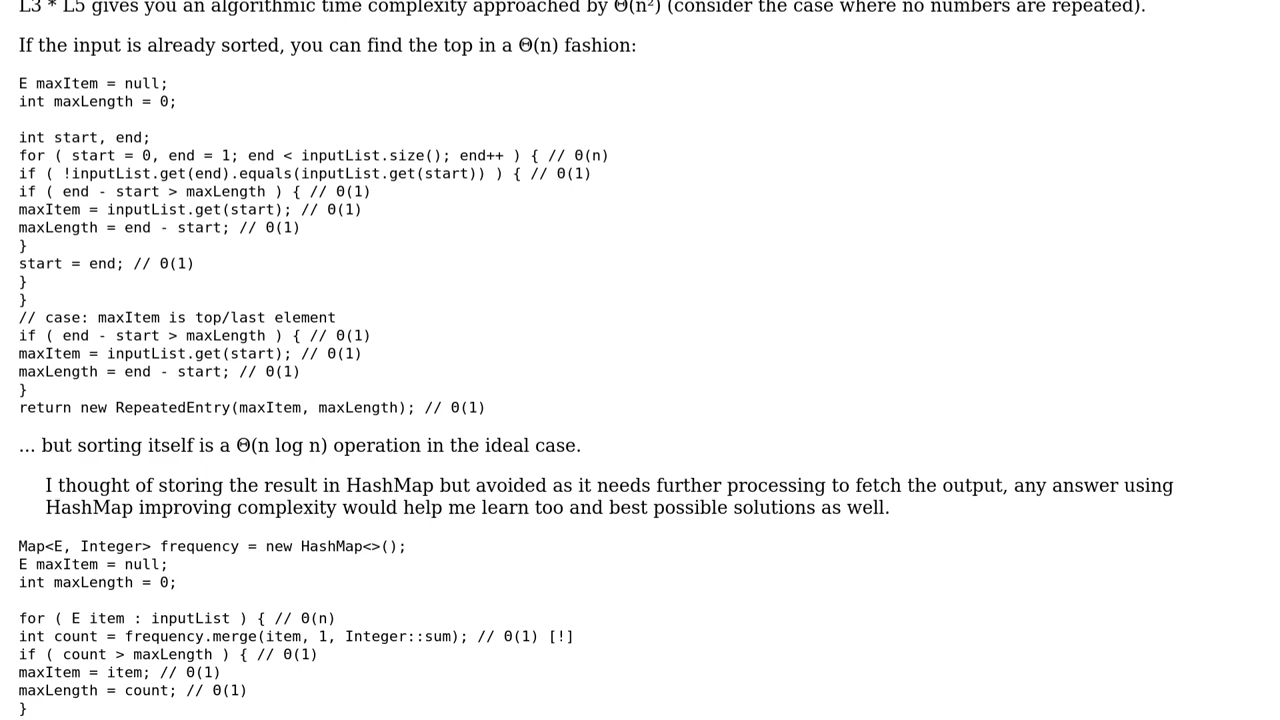 L3 * L5 gives you an algorithmic time complexity approached by Θ(n²) (consider the case where no numbers are repeated).
If the input is already sorted, you can find the top in a Θ(n) fashion:
E maxItem = null;
int maxLength = 0;
int start, end;
for ( start = 0, end = 1; end < inputList.size(); end++ ) { // Θ(n)
if ( !inputList.get(end).equals(inputList.get(start)) ) { // Θ(1)
if ( end - start > maxLength ) { // Θ(1)
maxItem = inputList.get(start); // Θ(1)
maxLength = end - start; // Θ(1)
}
start = end; // Θ(1)
}
}
// case: maxItem is top/last element
if ( end - start > maxLength ) { // Θ(1)
maxItem = inputList.get(start); // Θ(1)
maxLength = end - start; // Θ(1)
}
return new RepeatedEntry(maxItem, maxLength); // Θ(1)
... but sorting itself is a Θ(n log n) operation in the ideal case.
I thought of storing the result in HashMap but avoided as it needs further processing to fetch the output, any answer using
HashMap improving complexity would help me learn too and best possible solutions as well.
Map<E, Integer> frequency = new HashMap<>();
E maxItem = null;
int maxLength = 0;
for ( E item : inputList ) { // Θ(n)
int count = frequency.merge(item, 1, Integer::sum); // Θ(1) [!]
if ( count > maxLength ) { // Θ(1)
maxItem = item; // Θ(1)
maxLength = count; // Θ(1)
}